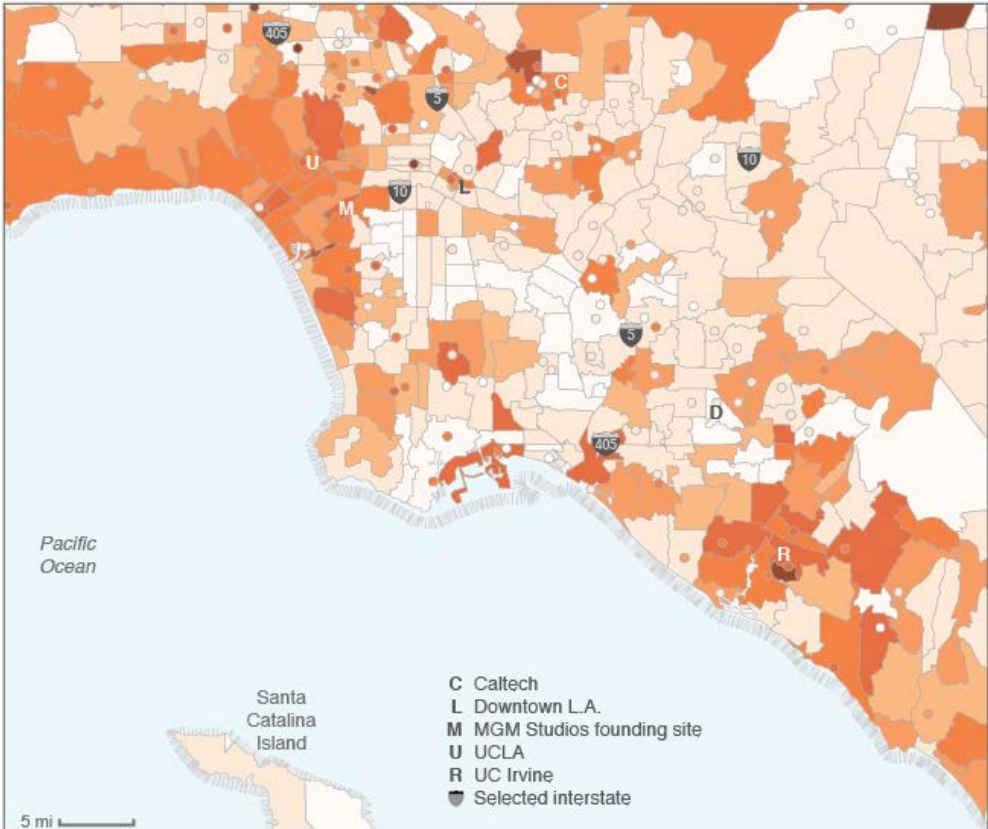 405
C
5
10
U
10
L
M
5
D
405
R
Pacific
Ocean
Santa
Catalina
Island
C Caltech
L Downtown L.A.
M MGM Studios founding site
U UCLA
R UC Irvine
Selected interstate
5 mi